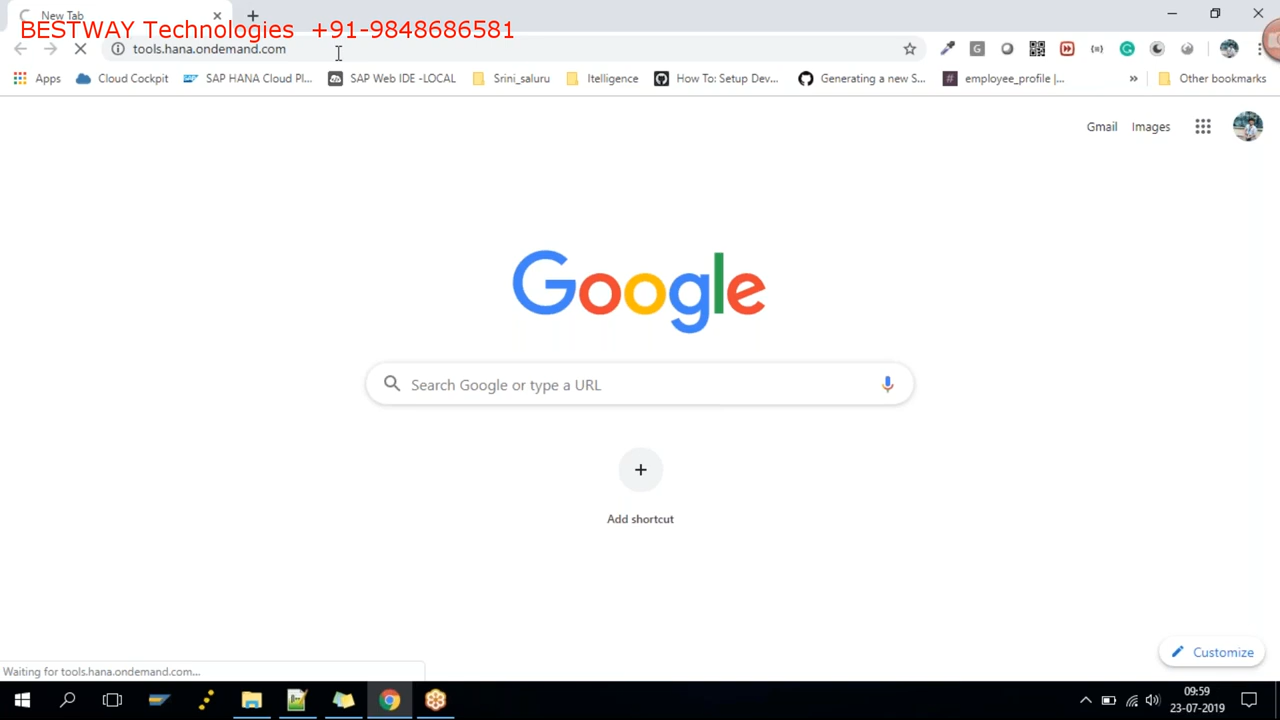 New Tab
BESTWAY Technologies +91-9848686581
tools.hana.ondemand.com
Apps Cloud Cockpit SAP HANA Cloud Pl... SAP Web IDE -LOCAL Srini_saluru Itelligence How To: Setup Dev... Generating a new S... employee_profile |... » Other bookmarks
Gmail Images
Google
Search Google or type a URL
Add shortcut
Customize
Waiting for tools.hana.ondemand.com...
09:59
23-07-2019